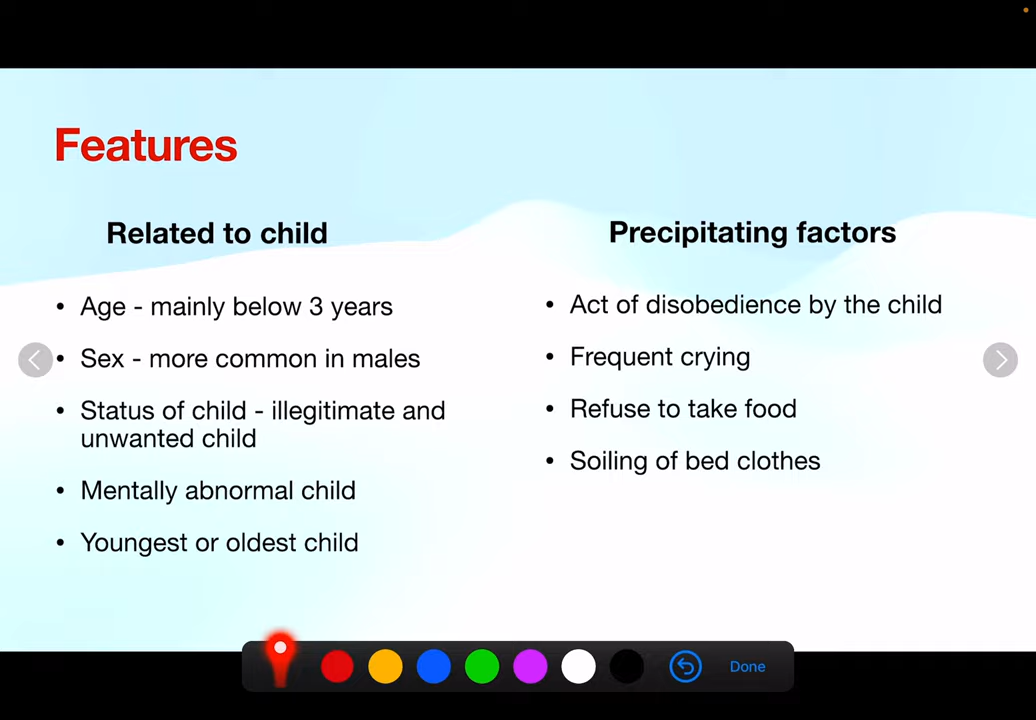 Features
Related to child
• Age - mainly below 3 years
• Sex - more common in males
• Status of child - illegitimate and
unwanted child
• Mentally abnormal child
• Youngest or oldest child
Precipitating factors
• Act of disobedience by the child
• Frequent crying
• Refuse to take food
• Soiling of bed clothes
Done